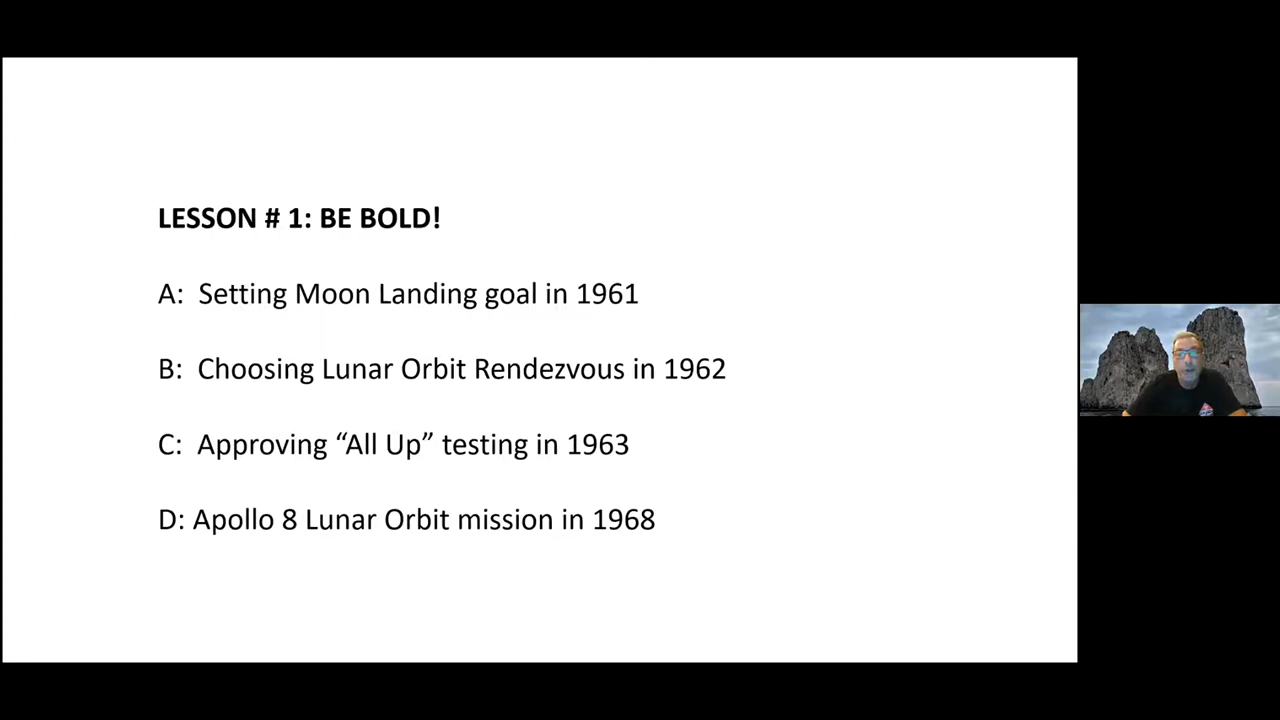 LESSON # 1: BE BOLD!
A: Setting Moon Landing goal in 1961
B: Choosing Lunar Orbit Rendezvous in 1962
C: Approving “All Up” testing in 1963
D: Apollo 8 Lunar Orbit mission in 1968